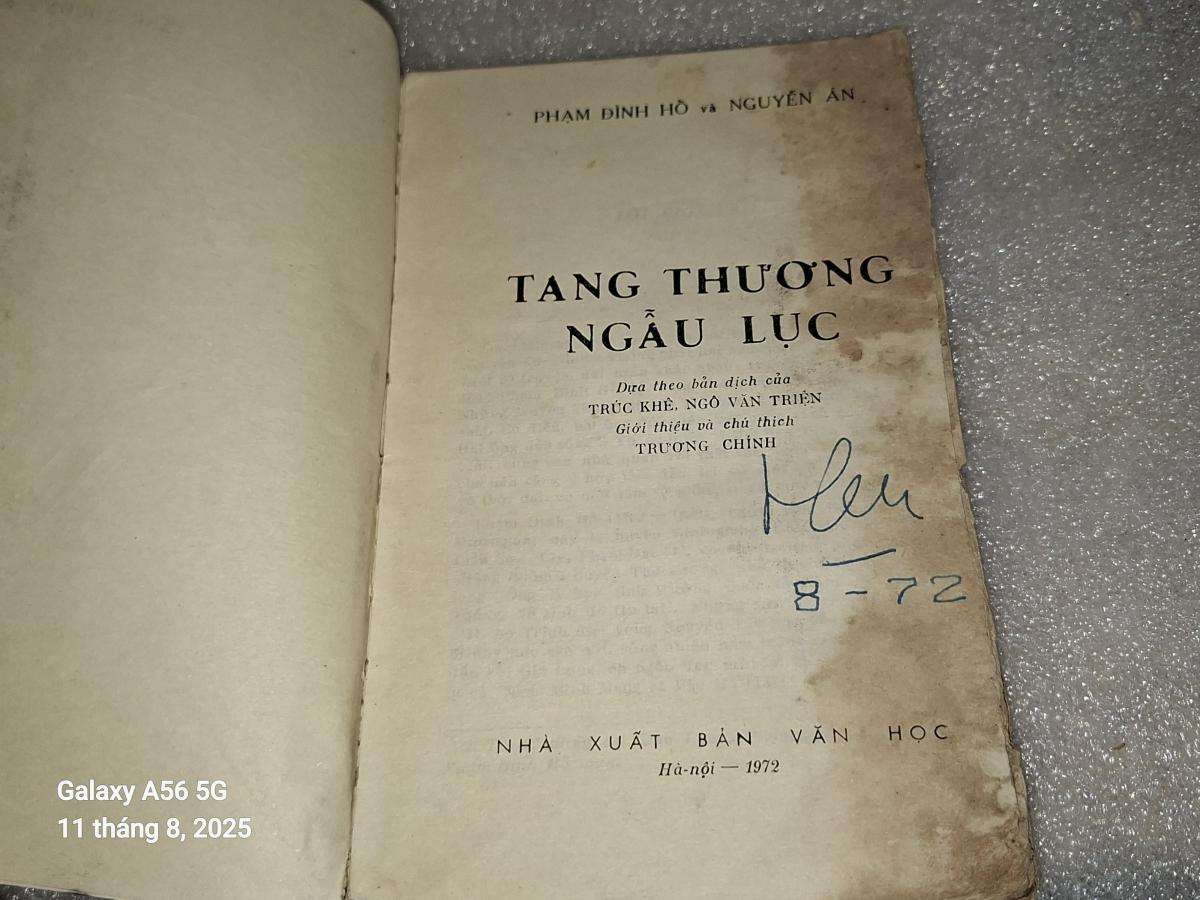 PHẠM ĐÌNH HỒ và NGUYỄN ÁN
TANG THƯƠNG
NGẪU LỤC
Dựa theo bản dịch của
TRÚC KHÊ, NGÔ VĂN TRIỆN
Giới thiệu và chú thích
TRƯƠNG CHÍNH
8 - 72
NHÀ XUẤT BẢN VĂN HỌC
Hà-nội — 1972
Galaxy A56 5G
11 tháng 8, 2025